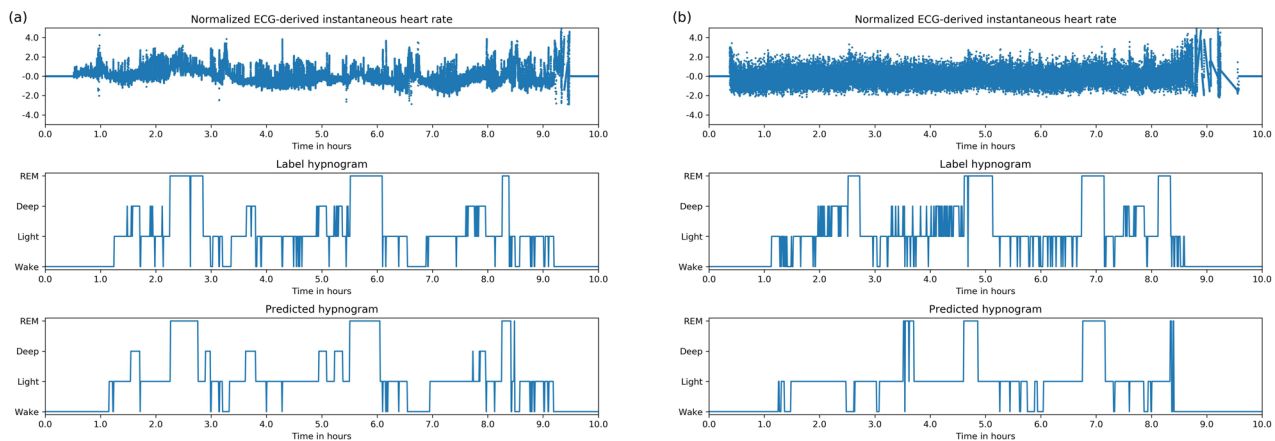 (a)
Normalized ECG-derived instantaneous heart rate
4.0
2.0
-0.0
-2.0
-4.0
0.0 1.0 2.0 3.0 4.0 5.0 6.0 7.0 8.0 9.0 10.0
Time in hours
Label hypnogram
REM
Deep
Light
Wake
0.0 1.0 2.0 3.0 4.0 5.0 6.0 7.0 8.0 9.0 10.0
Time in hours
Predicted hypnogram
REM
Deep
Light
Wake
0.0 1.0 2.0 3.0 4.0 5.0 6.0 7.0 8.0 9.0 10.0
Time in hours
(b)
Normalized ECG-derived instantaneous heart rate
4.0
2.0
-0.0
-2.0
-4.0
0.0 1.0 2.0 3.0 4.0 5.0 6.0 7.0 8.0 9.0 10.0
Time in hours
Label hypnogram
REM
Deep
Light
Wake
0.0 1.0 2.0 3.0 4.0 5.0 6.0 7.0 8.0 9.0 10.0
Time in hours
Predicted hypnogram
REM
Deep
Light
Wake
0.0 1.0 2.0 3.0 4.0 5.0 6.0 7.0 8.0 9.0 10.0
Time in hours